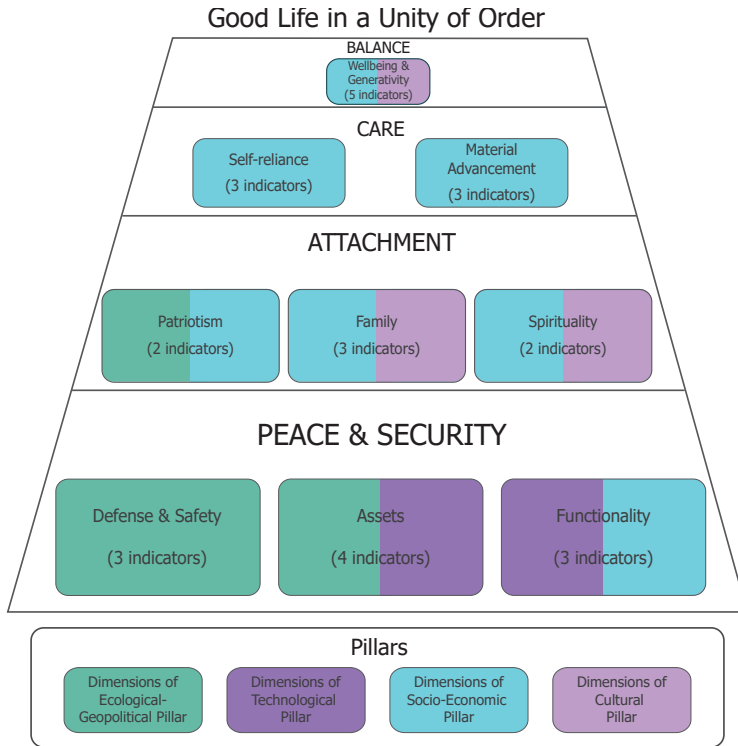 Good Life in a Unity of Order
BALANCE
Wellbeing &
Generativity
(5 indicators)
CARE
Self-reliance
(3 indicators)
Material
Advancement
(3 indicators)
ATTACHMENT
Patriotism
(2 indicators)
Family
(3 indicators)
Spirituality
(2 indicators)
PEACE & SECURITY
Defense & Safety
(3 indicators)
Assets
(4 indicators)
Functionality
(3 indicators)
Pillars
Dimensions of
Ecological-
Geopolitical Pillar
Dimensions of
Technological
Pillar
Dimensions of
Socio-Economic
Pillar
Dimensions of
Cultural
Pillar